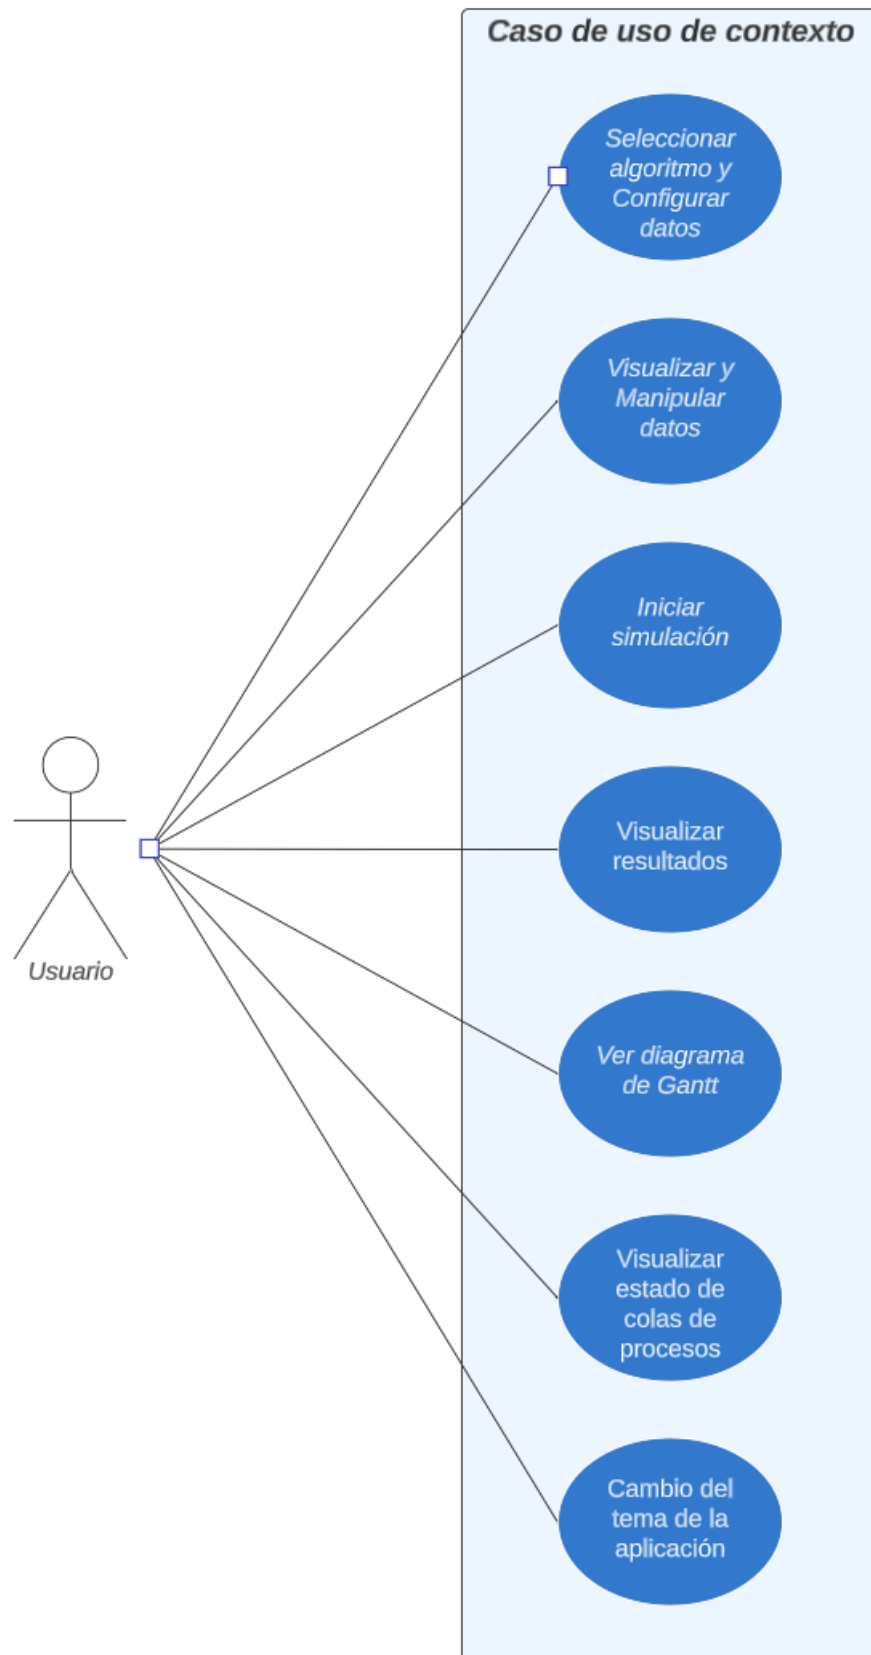 Caso de uso de contexto
Seleccionar
algoritmo y
Configurar
datos
Visualizar y
Manipular
datos
Iniciar
simulación
Visualizar
resultados
Usuario
Ver diagrama
de Gantt
Visualizar
estado de
colas de
procesos
Cambio del
tema de la
aplicación